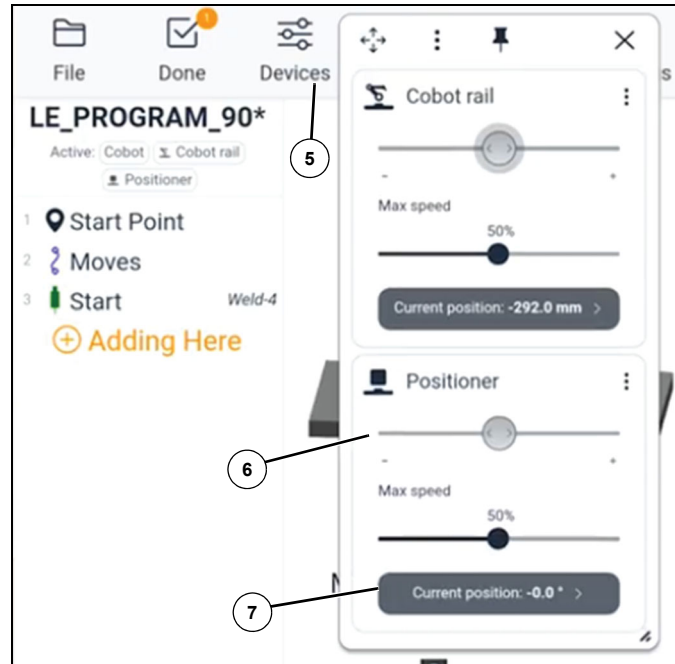 File
Done
1
Devices
s
LE_PROGRAM_90*
Active: Cobot Cobot rail
Positioner
1 Start Point
2 Moves
3 Start Weld-4
Adding Here
Cobot rail
- +
Max speed
50%
Current position: -292.0 mm >
Positioner
- +
Max speed
50%
Current position: -0.0 ° >
N
5
6
7